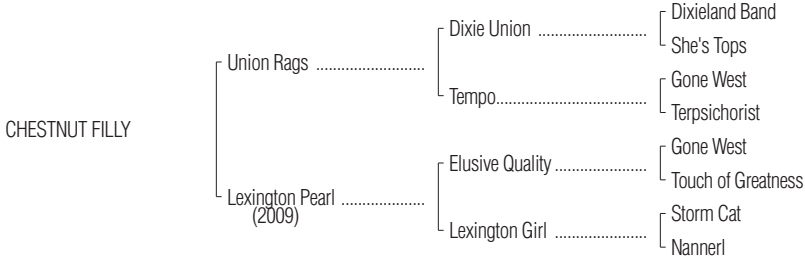 Dixieland Band
Dixie Union ..........................
She's Tops
Union Rags ..........................
Gone West
Tempo....................................
Terpsichorist
CHESTNUT FILLY
Gone West
Elusive Quality ......................
Touch of Greatness
Lexington Pearl ....................
(2009)
Storm Cat
Lexington Girl ......................
Nannerl